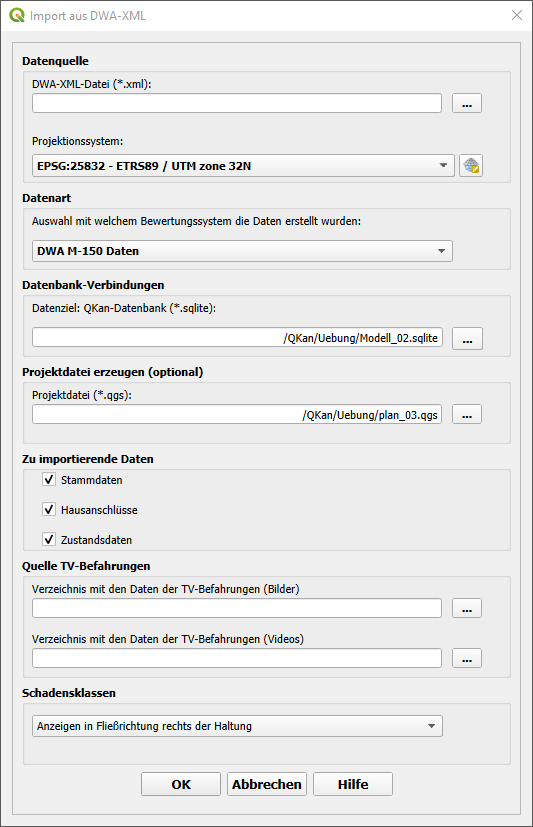 Import aus DWA-XML
Datenquelle
DWA-XML-Datei (*.xml):
...
Projektionssystem:
EPSG:25832 - ETRS89 / UTM zone 32N
Datenart
Auswahl mit welchem Bewertungssystem die Daten erstellt wurden:
DWA M-150 Daten
Datenbank-Verbindungen
Datenziel: QKan-Datenbank (*.sqlite):
/QKan/Uebung/Modell_02.sqlite
...
Projektdatei erzeugen (optional)
Projektdatei (*.qgs):
/QKan/Uebung/plan_03.qgs
...
Zu importierende Daten
Stammdaten
Hausanschlüsse
Zustandsdaten
Quelle TV-Befahrungen
Verzeichnis mit den Daten der TV-Befahrungen (Bilder)
...
Verzeichnis mit den Daten der TV-Befahrungen (Videos)
...
Schadensklassen
Anzeigen in Fließrichtung rechts der Haltung
OK Abbrechen Hilfe